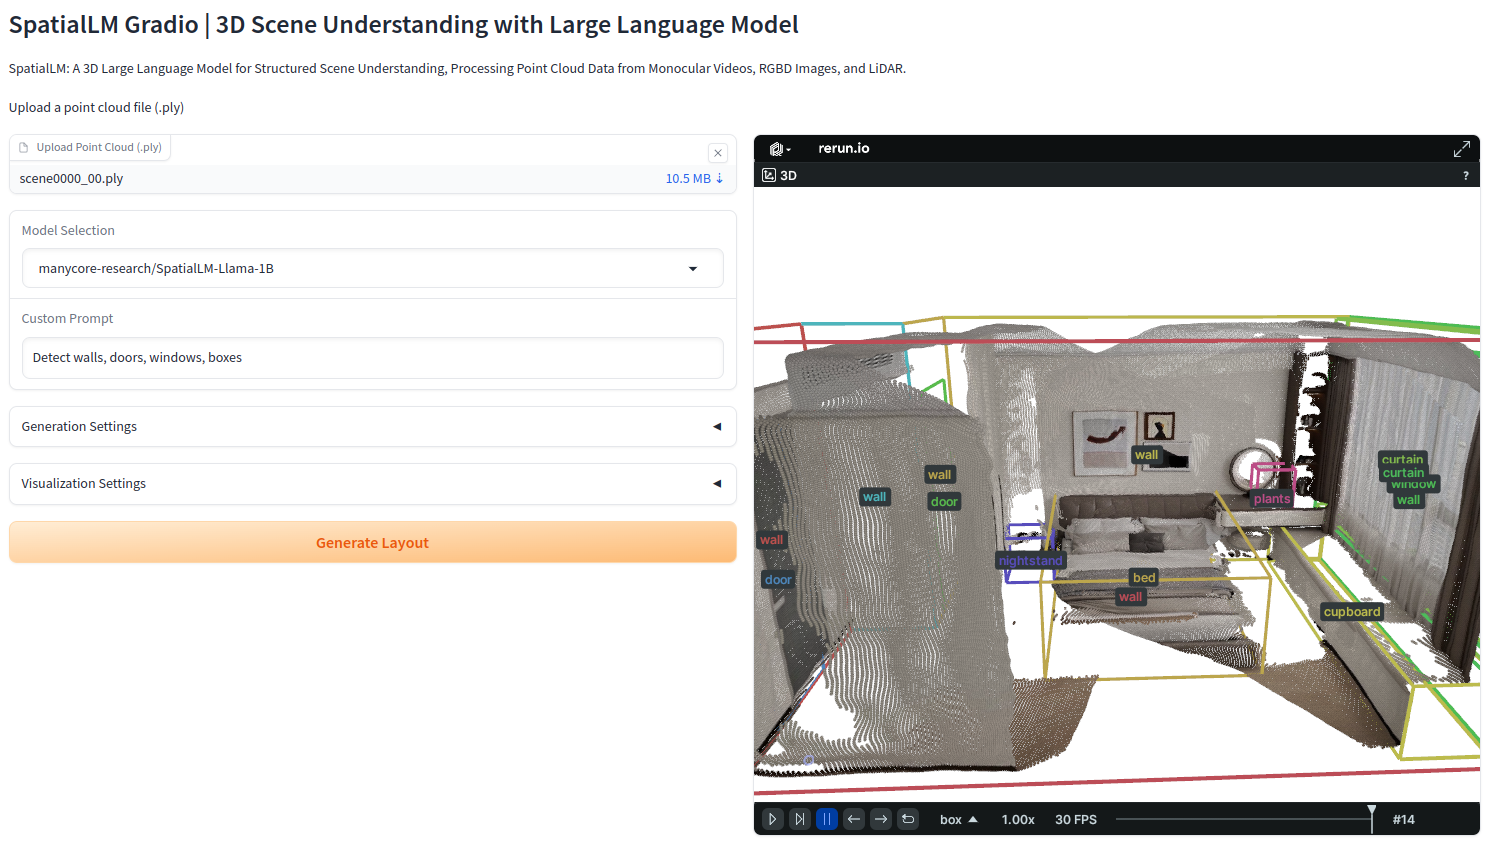 SpatialLM Gradio | 3D Scene Understanding with Large Language Model
SpatialLM: A 3D Large Language Model for Structured Scene Understanding, Processing Point Cloud Data from Monocular Videos, RGBD Images, and LiDAR.
Upload a point cloud file (.ply)
Upload Point Cloud (.ply)
scene0000_00.ply
10.5 MB ↓
Model Selection
manycore-research/SpatialLM-Llama-1B
Custom Prompt
Detect walls, doors, windows, boxes
Generation Settings
Visualization Settings
Generate Layout
rerun.io
3D
?
wall
wall
curtain
curtain
window
wall
wall
door
plants
wall
door
nightstand
bed
wall
cupboard
box
1.00x
30 FPS
#14